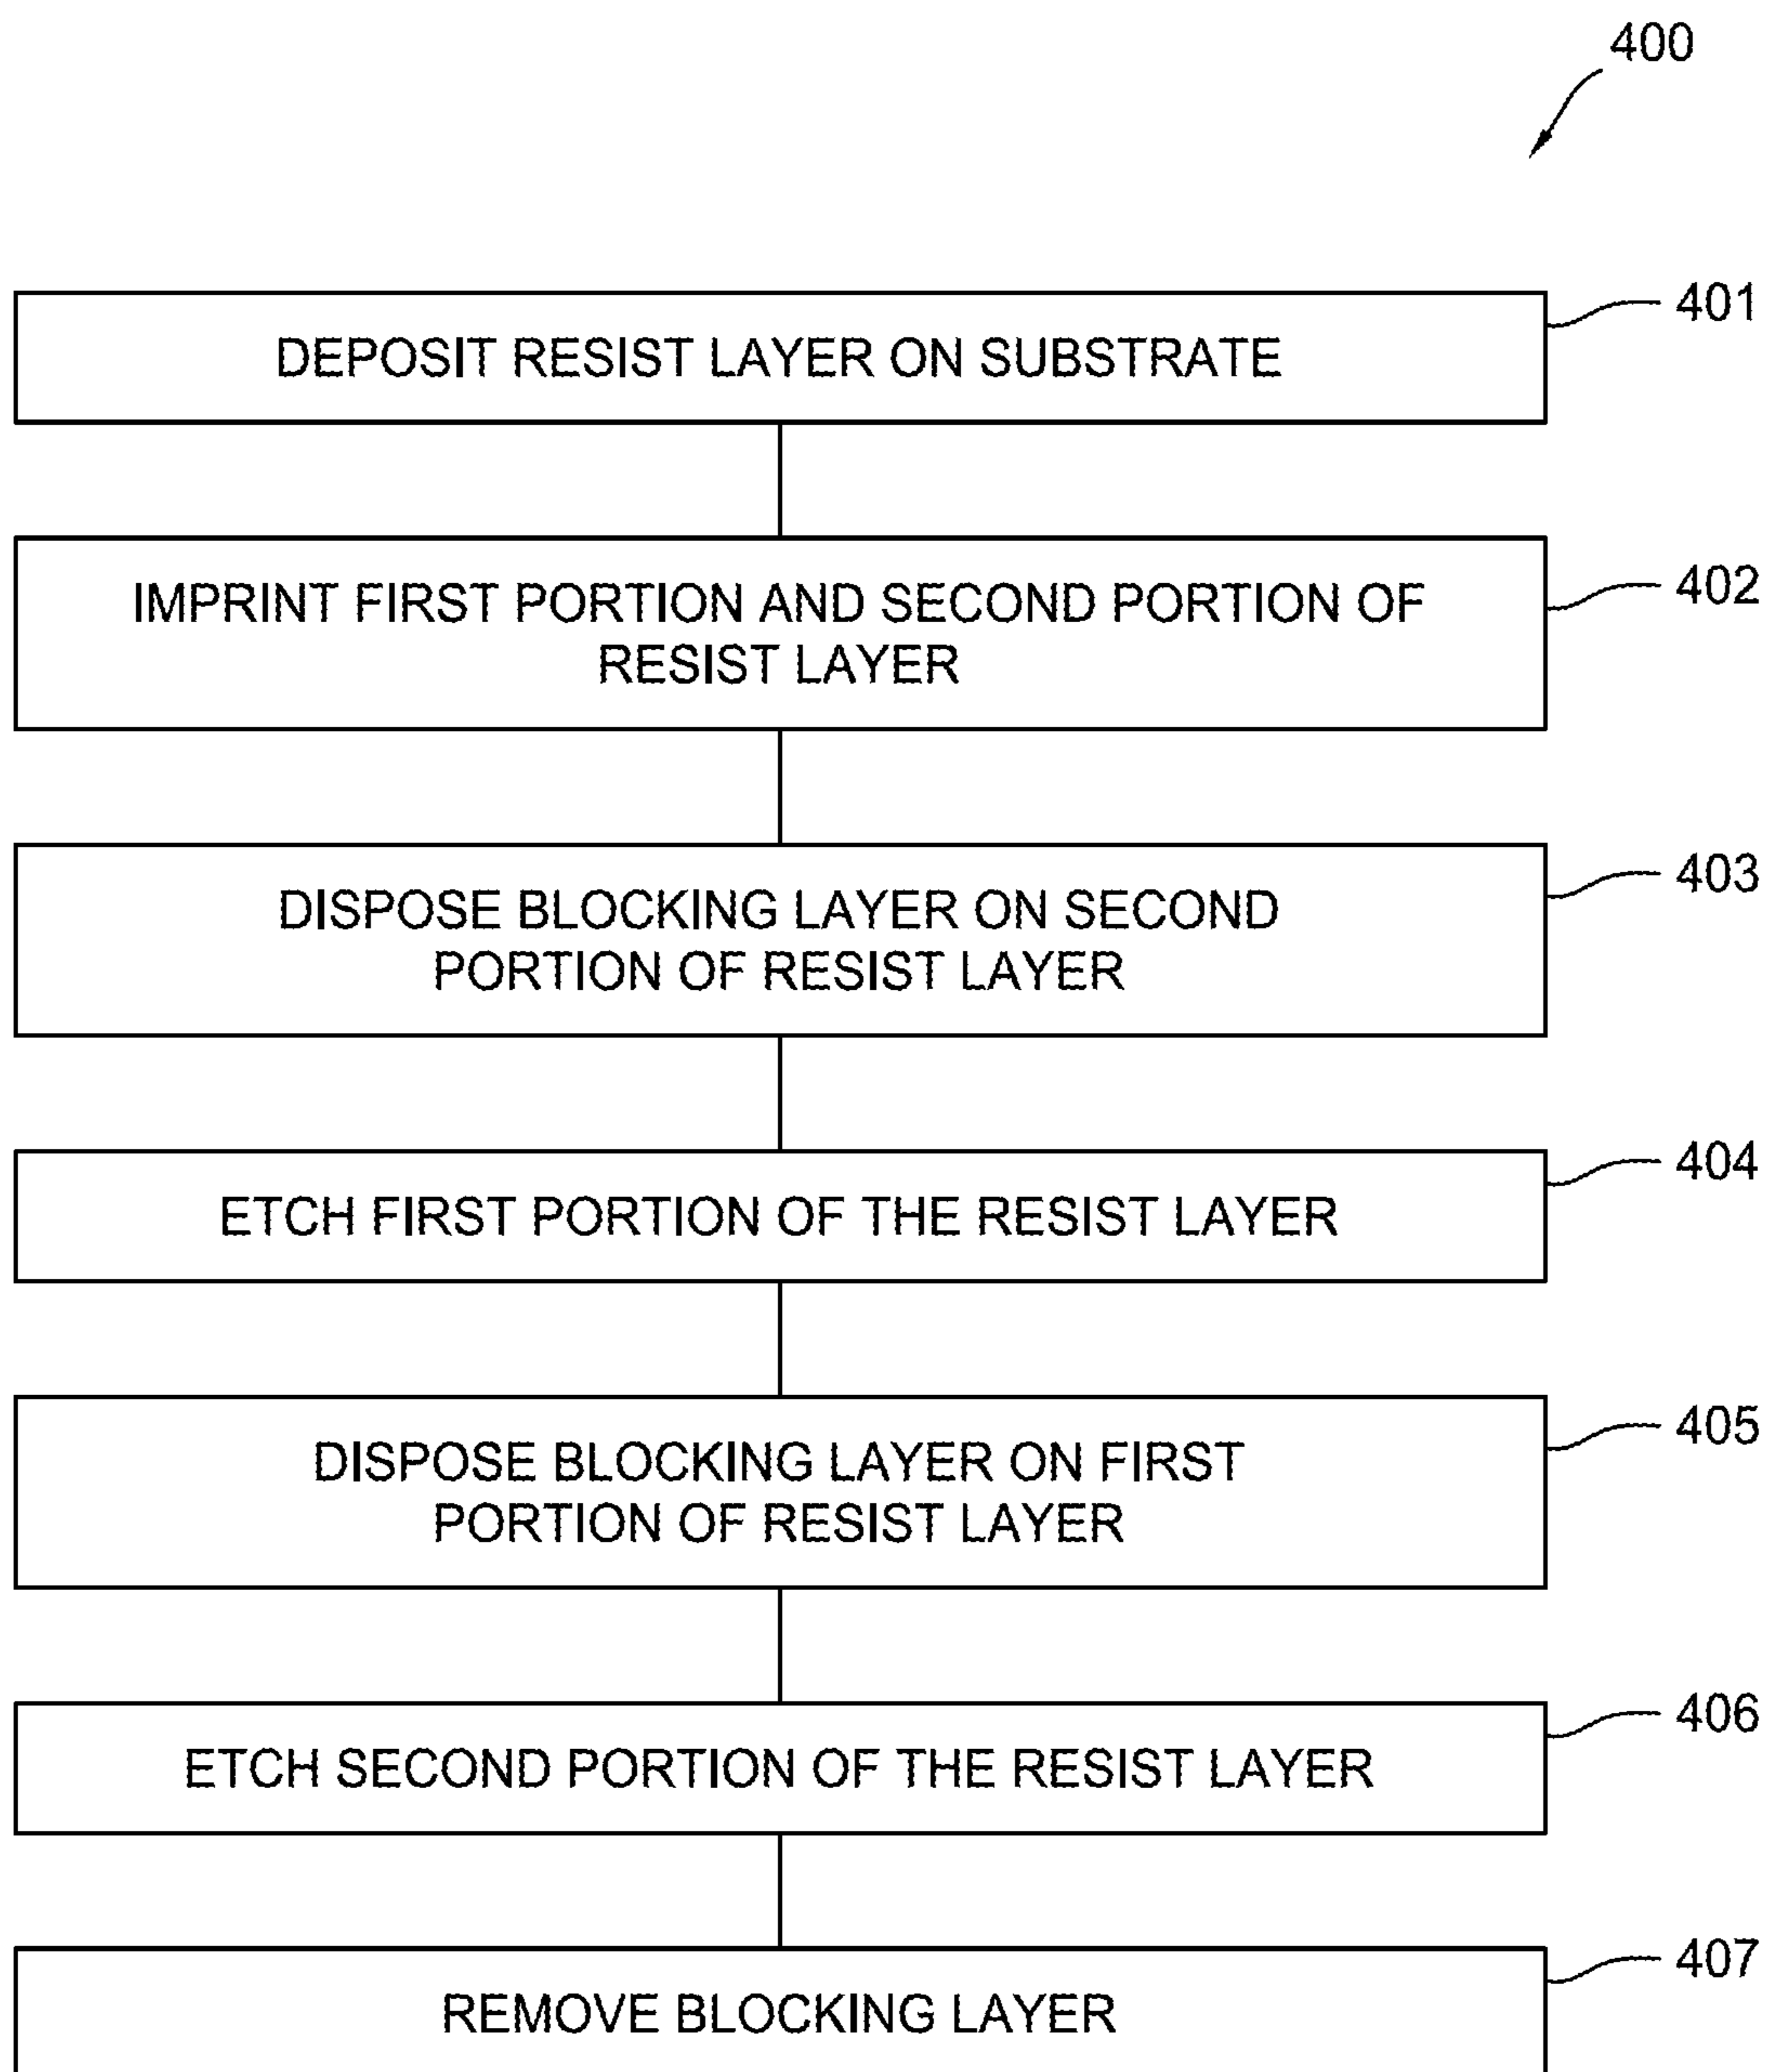 400
DEPOSIT RESIST LAYER ON SUBSTRATE
401
IMPRINT FIRST PORTION AND SECOND PORTION OF
RESIST LAYER
402
DISPOSE BLOCKING LAYER ON SECOND
PORTION OF RESIST LAYER
403
ETCH FIRST PORTION OF THE RESIST LAYER
404
DISPOSE BLOCKING LAYER ON FIRST
PORTION OF RESIST LAYER
405
ETCH SECOND PORTION OF THE RESIST LAYER
406
REMOVE BLOCKING LAYER
407